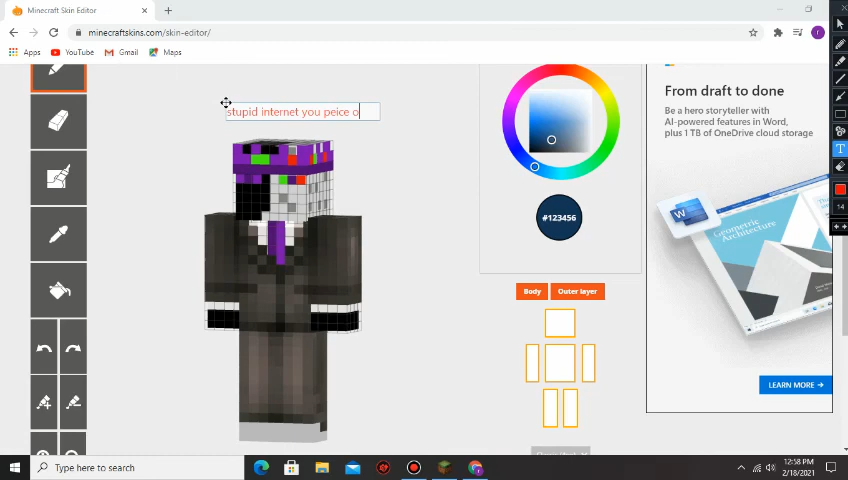 Minecraft Skin Editor
minecraftskins.com/skin-editor/
Apps YouTube Gmail Maps
stupid internet you peice o
#123456
Body Outer layer
From draft to done
Be a hero storyteller with
AI-powered features in Word,
plus 1 TB of OneDrive cloud storage
W
Geometric
Architecture
LEARN MORE
T
14
r
Type here to search
12:58 PM
2/18/2021